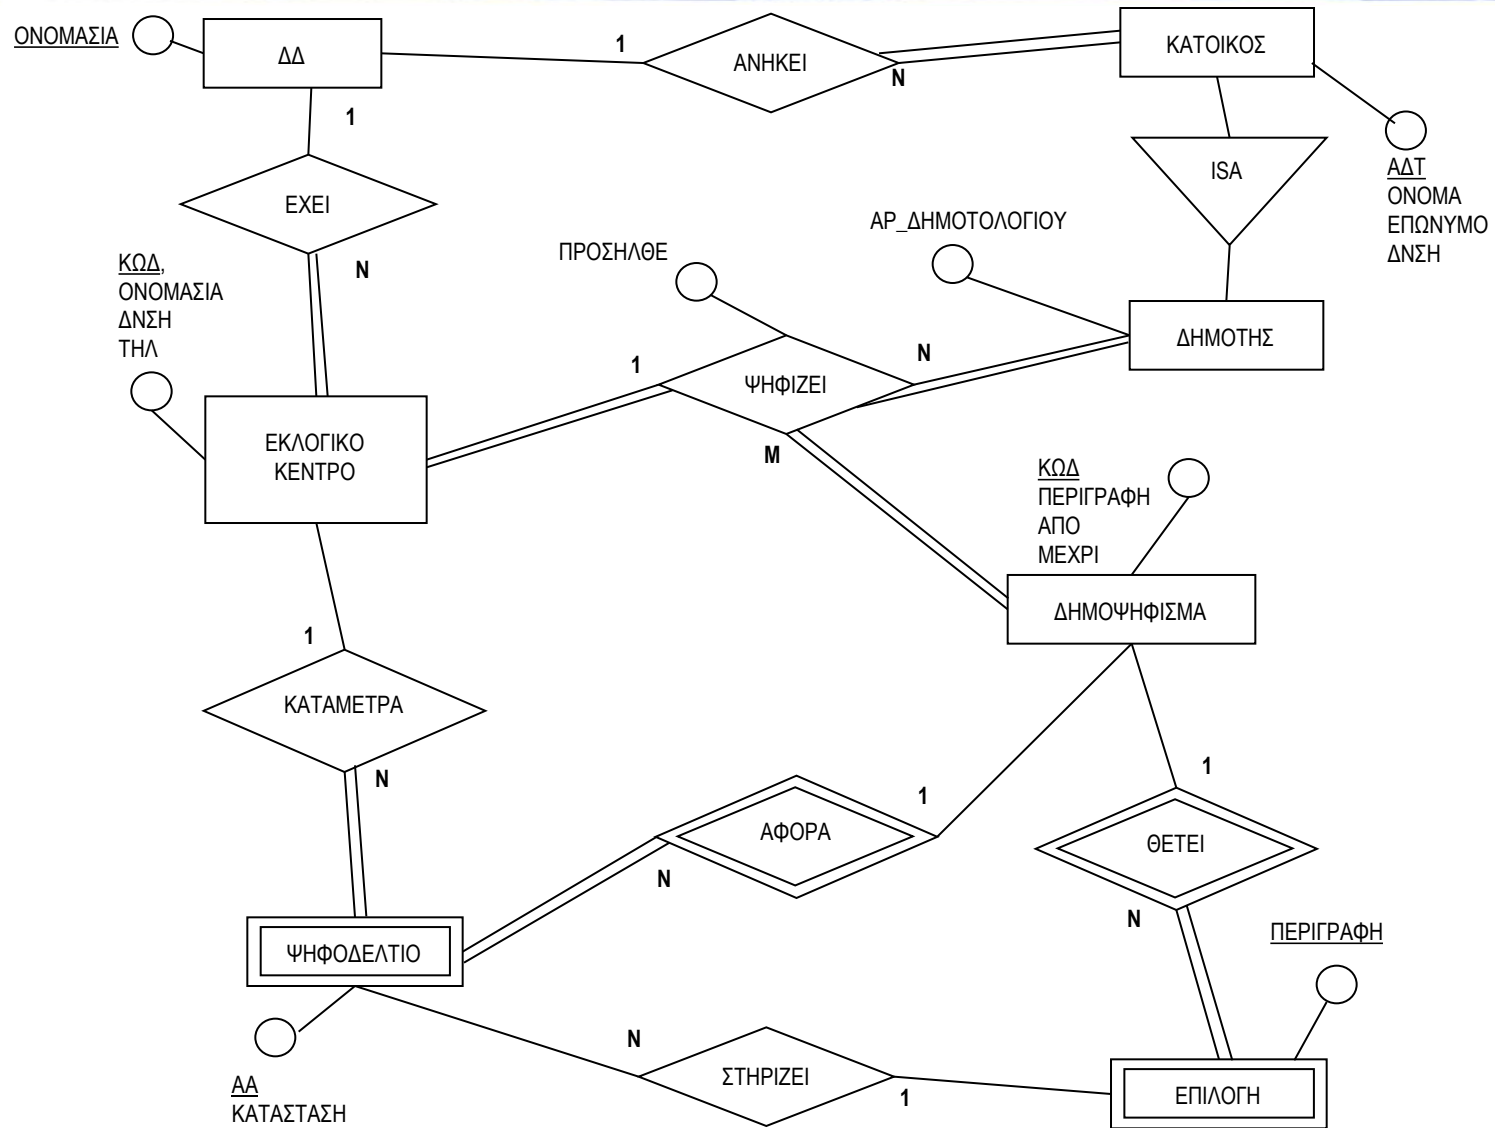 ΟΝΟΜΑΣΙΑ
ΔΔ
1
ΑΝΗΚΕΙ
N
ΚΑΤΟΙΚΟΣ
1
ISA
ΑΔΤ
ΟΝΟΜΑ
ΕΠΩΝΥΜΟ
ΔΝΣΗ
ΕΧΕΙ
N
ΑΡ_ΔΗΜΟΤΟΛΟΓΙΟΥ
ΠΡΟΣΗΛΘΕ
ΚΩΔ,
ΟΝΟΜΑΣΙΑ
ΔΝΣΗ
ΤΗΛ
ΔΗΜΟΤΗΣ
1
ΨΗΦΙΖΕΙ
N
M
ΕΚΛΟΓΙΚΟ
ΚΕΝΤΡΟ
ΚΩΔ
ΠΕΡΙΓΡΑΦΗ
ΑΠΟ
ΜΕΧΡΙ
ΔΗΜΟΨΗΦΙΣΜΑ
1
ΚΑΤΑΜΕΤΡΑ
N
1
ΑΦΟΡΑ
N
1
ΘΕΤΕΙ
N
ΠΕΡΙΓΡΑΦΗ
ΨΗΦΟΔΕΛΤΙΟ
ΑΑ
ΚΑΤΑΣΤΑΣΗ
N
ΣΤΗΡΙΖΕΙ
1
ΕΠΙΛΟΓΗ